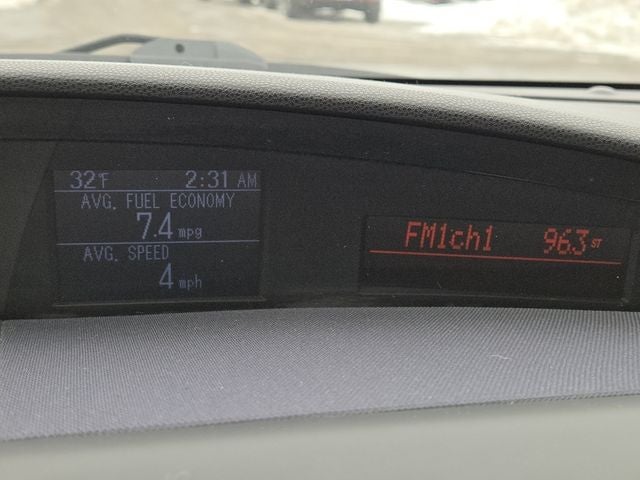 32°F 2:31 AM
AVG. FUEL ECONOMY
7.4 mpg
AVG. SPEED
4 mph
FM1ch1 96.3 ST